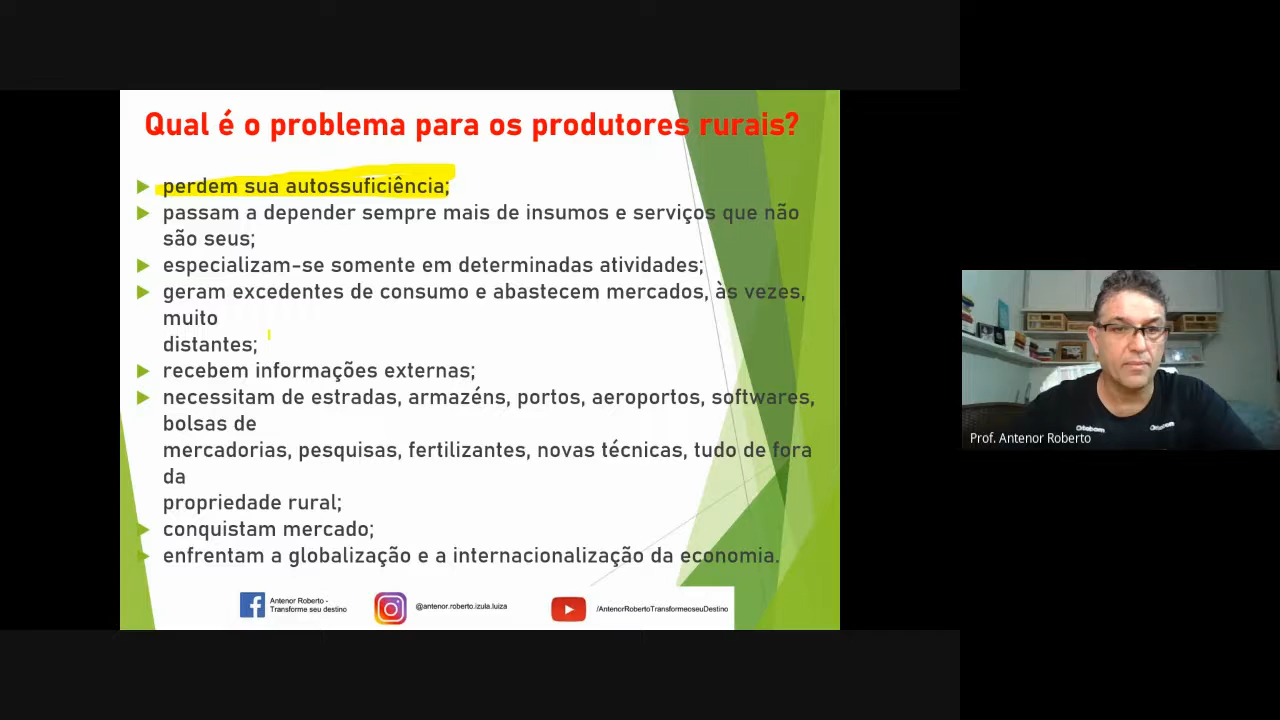 Qual é o problema para os produtores rurais?
perdem sua autossuficiência;
passam a depender sempre mais de insumos e serviços que não
são seus;
especializam-se somente em determinadas atividades;
geram excedentes de consumo e abastecem mercados, às vezes,
muito
distantes;
recebem informações externas;
necessitam de estradas, armazéns, portos, aeroportos, softwares,
bolsas de
mercadorias, pesquisas, fertilizantes, novas técnicas, tudo de fora
da
propriedade rural;
conquistam mercado;
enfrentam a globalização e a internacionalização da economia.
Antenor Roberto -
Transforme seu destino
@antenor.roberto.izula.luiza
/AntenorRobertoTransformeoseuDestino
Prof. Antenor Roberto
Ortobom